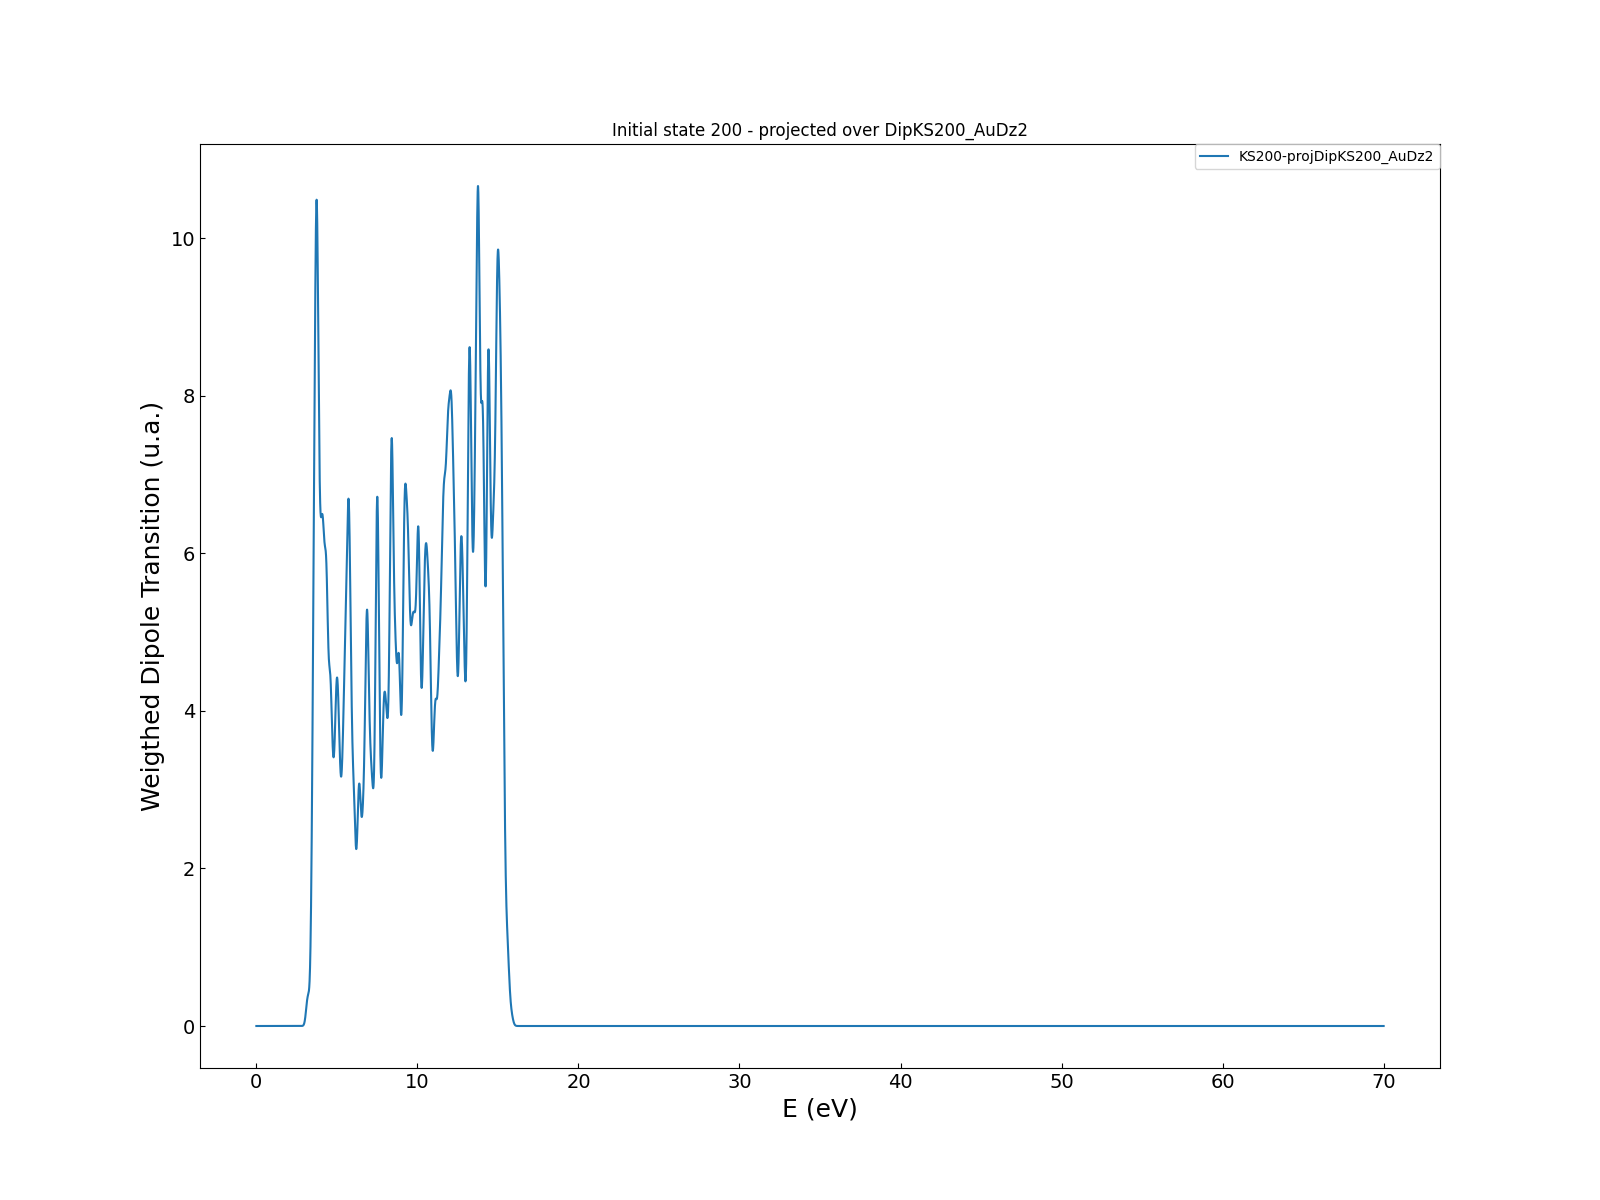 Initial state 200 - projected over DipKS200_AuDz2
KS200-projDipKS200_AuDz2
Weigthed Dipole Transition (u.a.)
10
8
6
4
2
0
0 10 20 30 40 50 60 70
E (eV)